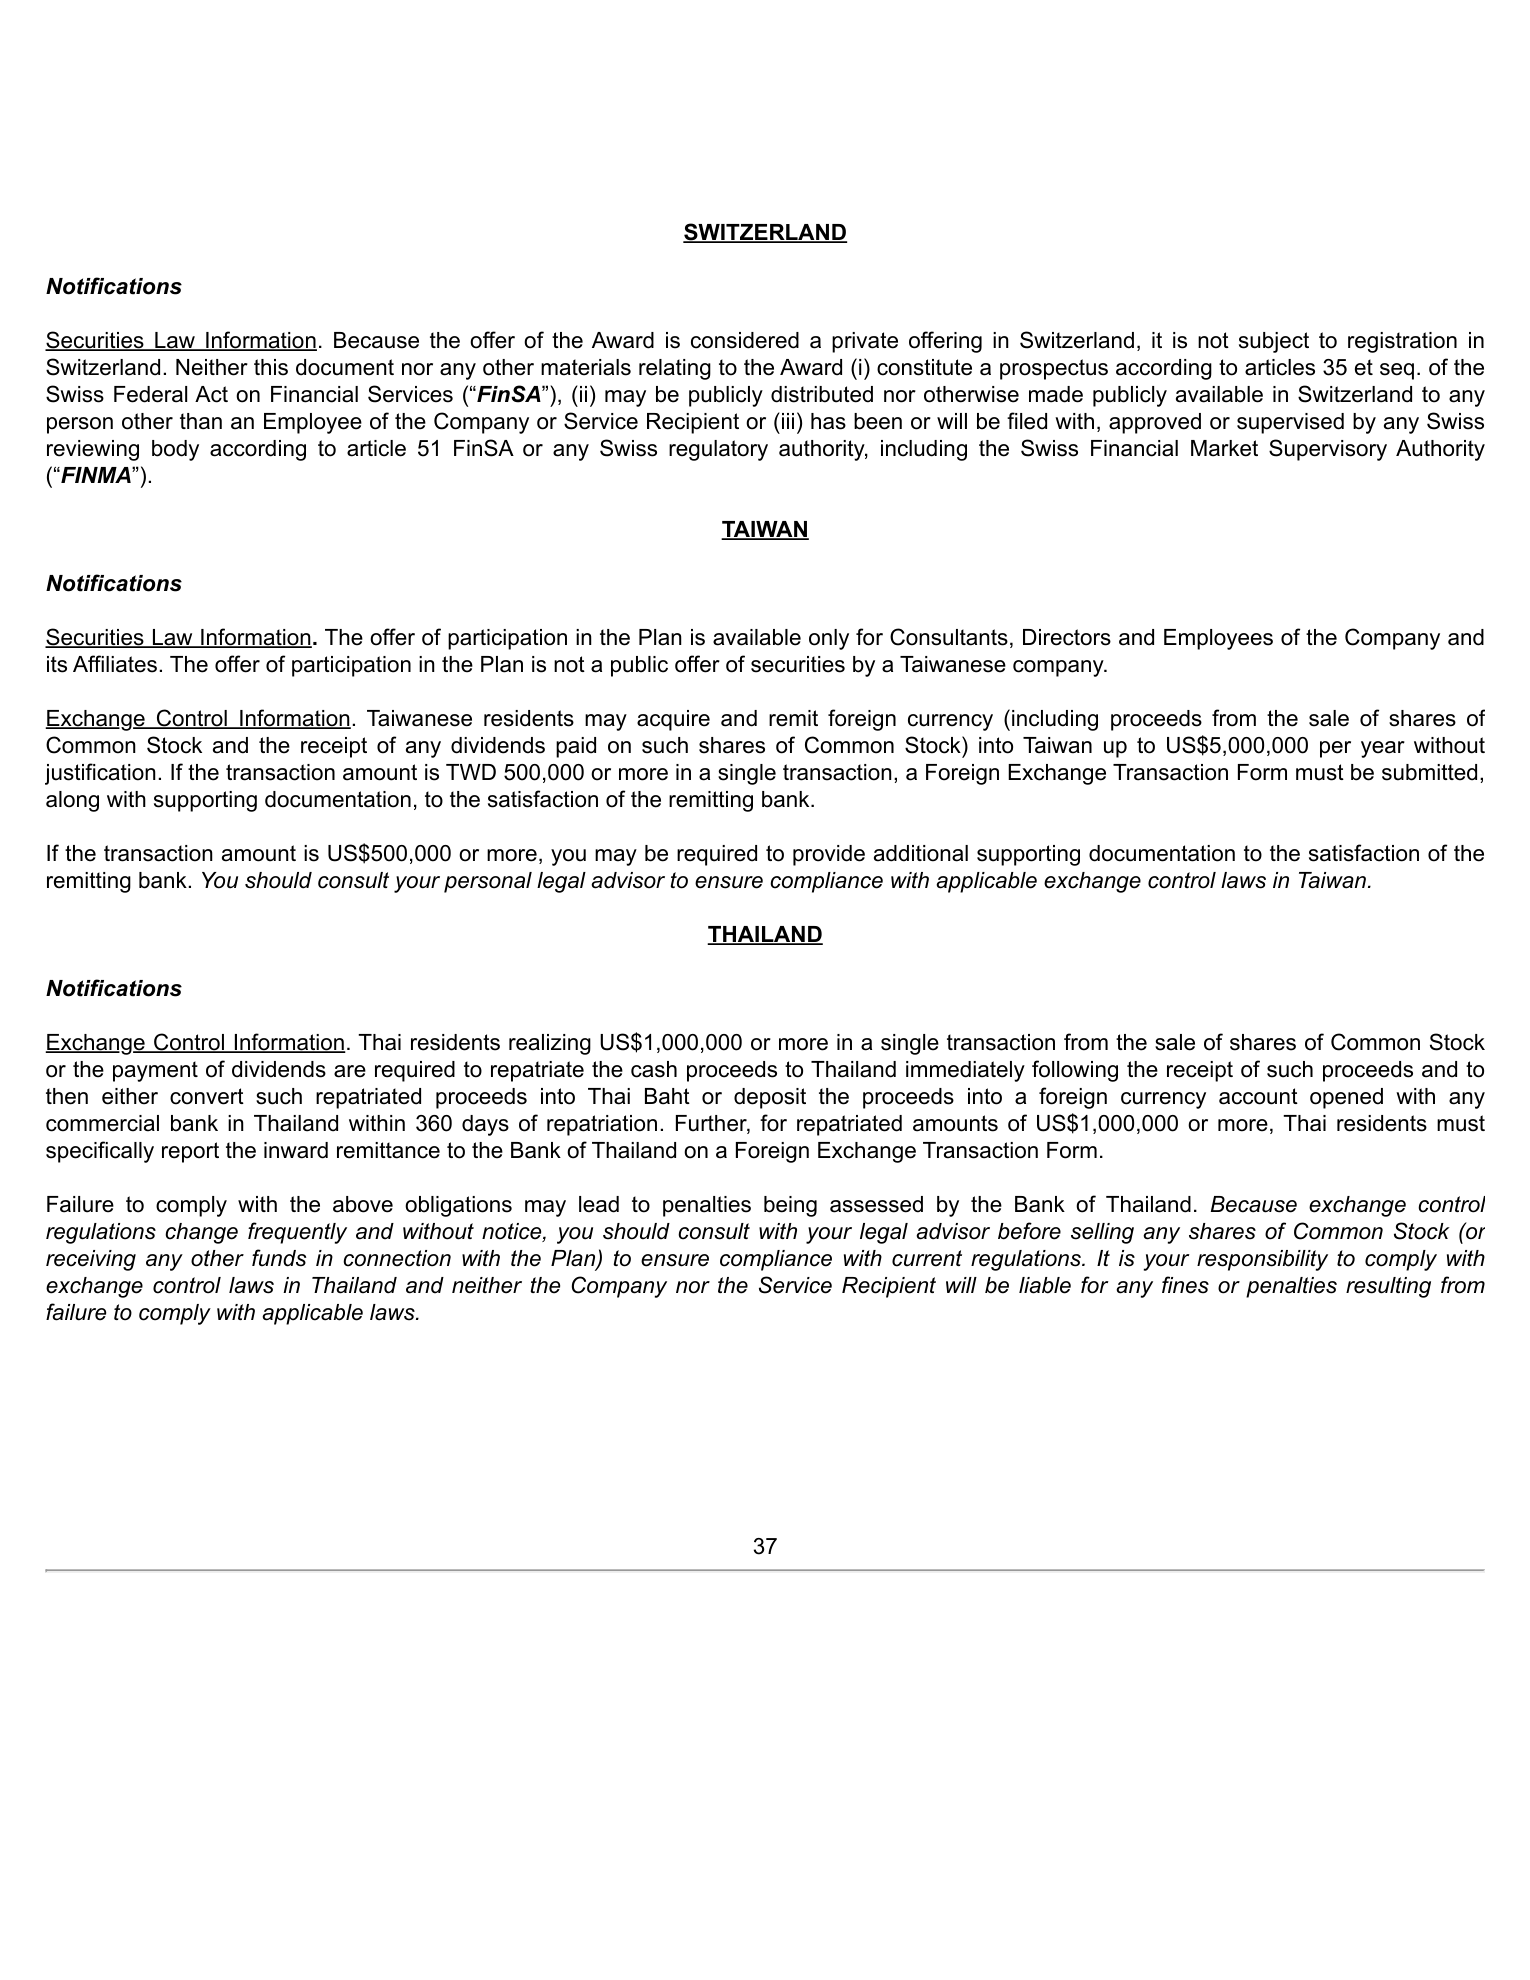 SWITZERLAND
Notifications
Securities Law Information. Because the offer of the Award is considered a private offering in Switzerland, it is not subject to registration in
Switzerland. Neither this document nor any other materials relating to the Award (i) constitute a prospectus according to articles 35 et seq. of the
Swiss Federal Act on Financial Services (“FinSA”), (ii) may be publicly distributed nor otherwise made publicly available in Switzerland to any
person other than an Employee of the Company or Service Recipient or (iii) has been or will be filed with, approved or supervised by any Swiss
reviewing body according to article 51 FinSA or any Swiss regulatory authority, including the Swiss Financial Market Supervisory Authority
(“FINMA”).
TAIWAN
Notifications
Securities Law Information. The offer of participation in the Plan is available only for Consultants, Directors and Employees of the Company and
its Affiliates. The offer of participation in the Plan is not a public offer of securities by a Taiwanese company.
Exchange Control Information. Taiwanese residents may acquire and remit foreign currency (including proceeds from the sale of shares of
Common Stock and the receipt of any dividends paid on such shares of Common Stock) into Taiwan up to US$5,000,000 per year without
justification. If the transaction amount is TWD 500,000 or more in a single transaction, a Foreign Exchange Transaction Form must be submitted,
along with supporting documentation, to the satisfaction of the remitting bank.
If the transaction amount is US$500,000 or more, you may be required to provide additional supporting documentation to the satisfaction of the
remitting bank. You should consult your personal legal advisor to ensure compliance with applicable exchange control laws in Taiwan.
THAILAND
Notifications
Exchange Control Information. Thai residents realizing US$1,000,000 or more in a single transaction from the sale of shares of Common Stock
or the payment of dividends are required to repatriate the cash proceeds to Thailand immediately following the receipt of such proceeds and to
then either convert such repatriated proceeds into Thai Baht or deposit the proceeds into a foreign currency account opened with any
commercial bank in Thailand within 360 days of repatriation. Further, for repatriated amounts of US$1,000,000 or more, Thai residents must
specifically report the inward remittance to the Bank of Thailand on a Foreign Exchange Transaction Form.
Failure to comply with the above obligations may lead to penalties being assessed by the Bank of Thailand. Because exchange control
regulations change frequently and without notice, you should consult with your legal advisor before selling any shares of Common Stock (or
receiving any other funds in connection with the Plan) to ensure compliance with current regulations. It is your responsibility to comply with
exchange control laws in Thailand and neither the Company nor the Service Recipient will be liable for any fines or penalties resulting from
failure to comply with applicable laws.
37